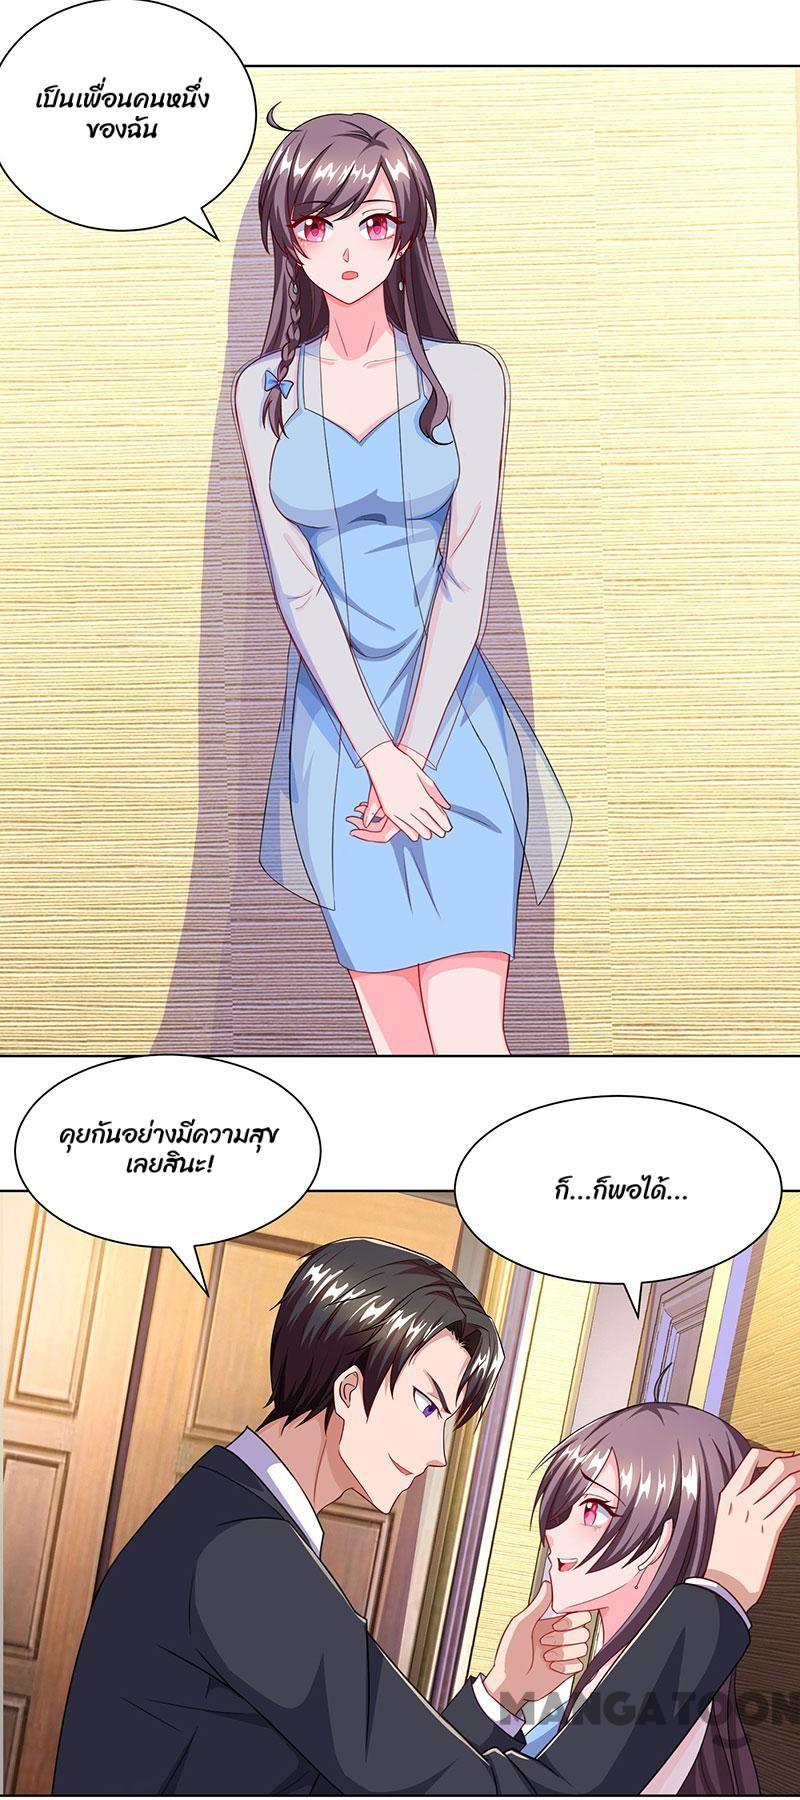 เป็นเพื่อนคนหนึ่ง
ของฉัน
คุยกันอย่างมีความสุข
เลยสินะ!
ก็...ก็พอได้...
MANGATOON